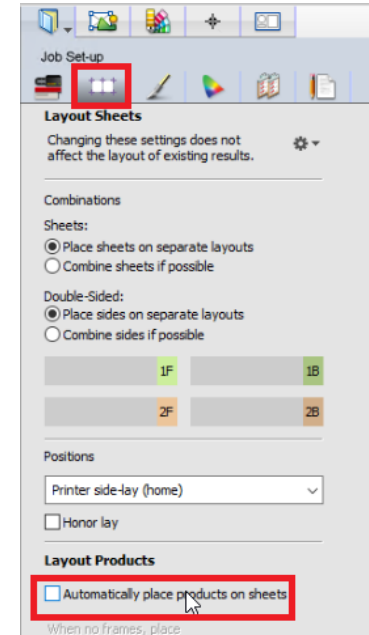 Job Set-up
Layout Sheets
Changing these settings does not
affect the layout of existing results.
Combinations
Sheets:
Place sheets on separate layouts
Combine sheets if possible
Double-Sided:
Place sides on separate layouts
Combine sides if possible
1F
1B
2F
2B
Positions
Printer side-lay (home)
Honor lay
Layout Products
Automatically place products on sheets
When no frames, place